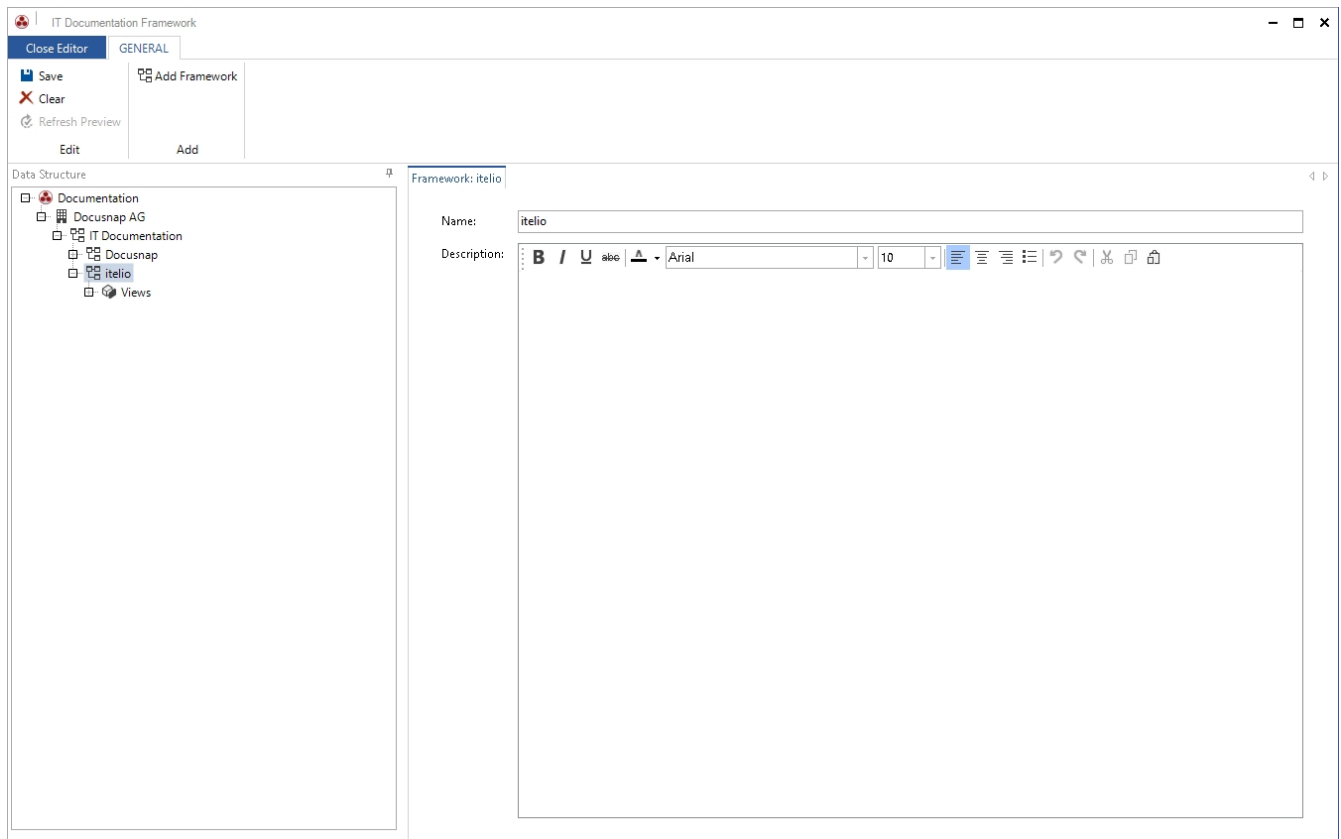 IT Documentation Framework
Close Editor GENERAL
Save Add Framework
Clear
Refresh Preview
Edit Add
Data Structure
Framework: itelio
Documentation
Docusnap AG
IT Documentation
Docusnap
itelio
Views
Name: itelio
Description: B I U abc A Arial 10